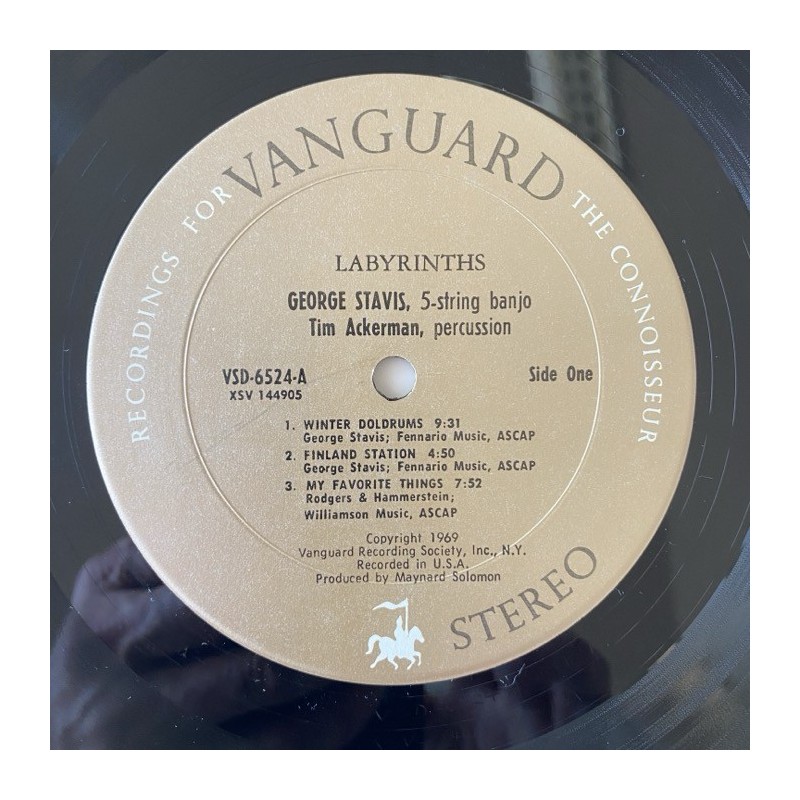 VANGUARD
RECORDINGS FOR THE CONNOISSEUR
LABYRINTHS
GEORGE STAVIS, 5-string banjo
Tim Ackerman, percussion
VSD-6524-A Side One
XSV 144905
1. WINTER DOLDRUMS 9:31
George Stavis; Fennario Music, ASCAP
2. FINLAND STATION 4:50
George Stavis; Fennario Music, ASCAP
3. MY FAVORITE THINGS 7:52
Rodgers & Hammerstein;
Williamson Music, ASCAP
Copyright 1969
Vanguard Recording Society, Inc., N.Y.
Recorded in U.S.A.
Produced by Maynard Solomon
STEREO